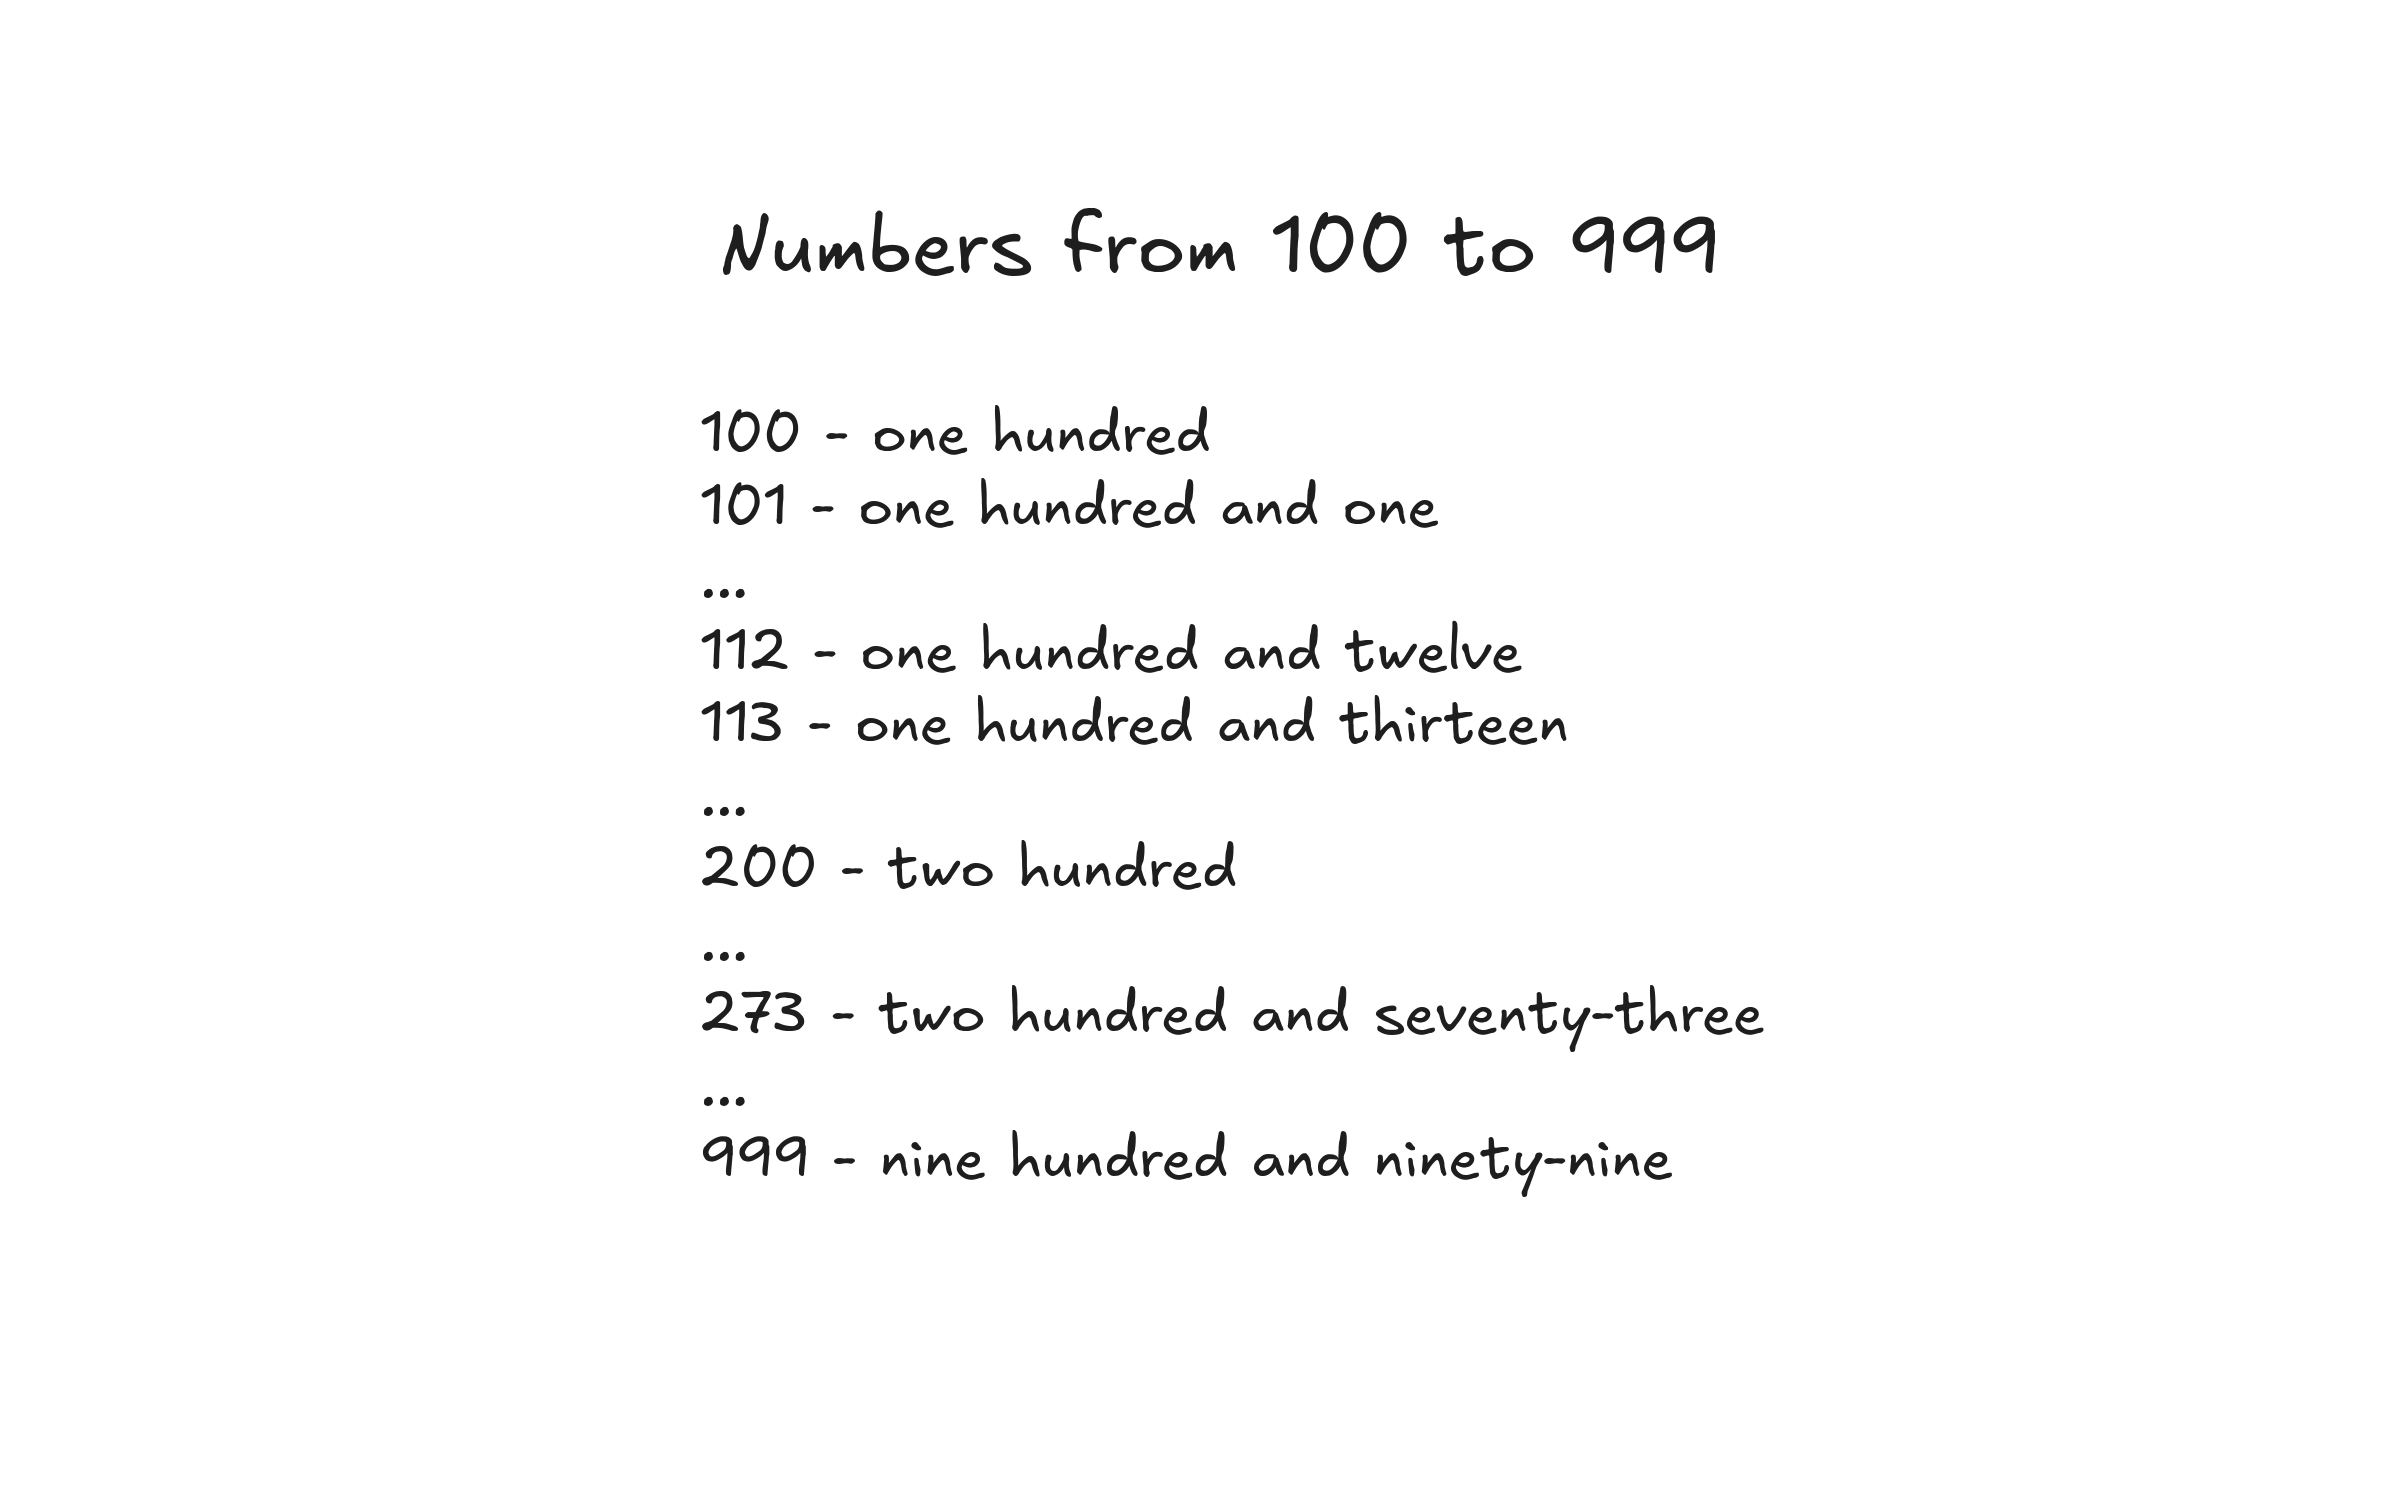 Numbers from 100 to 999
100 - one hundred
101 - one hundred and one
...
112 - one hundred and twelve
113 - one hundred and thirteen
...
200 - two hundred
...
273 - two hundred and seventy-three
...
999 - nine hundred and ninety-nine